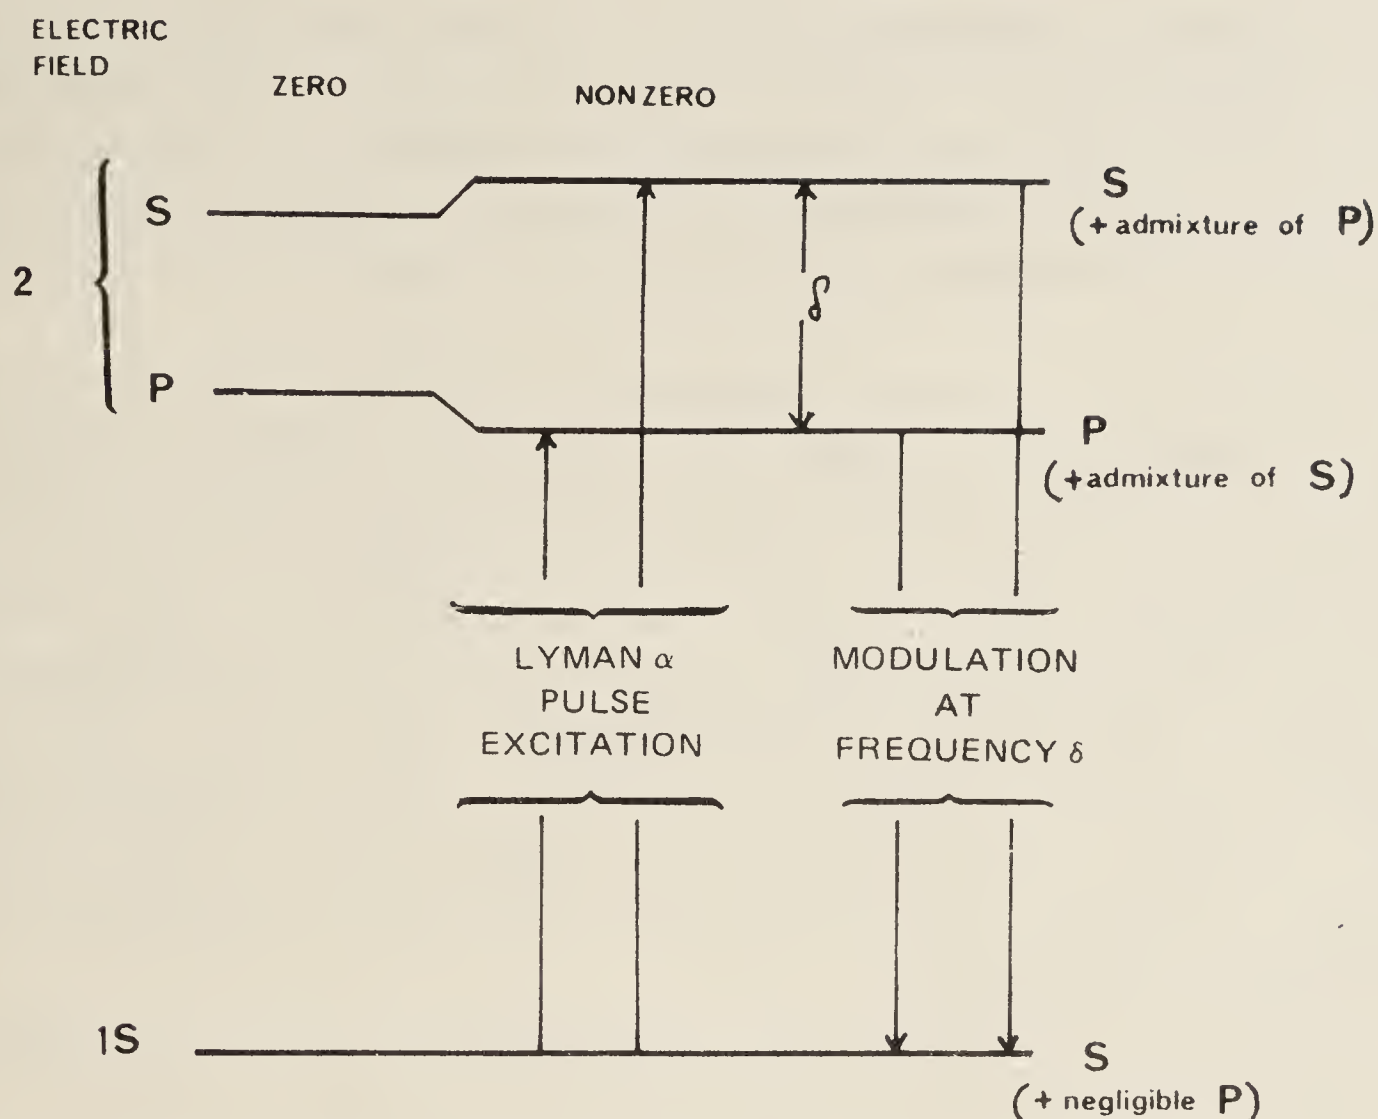 ELECTRIC
FIELD
ZERO
NON ZERO
2
S
P
δ
S
(+ admixture of P)
P
(+admixture of S)
LYMAN α
PULSE
EXCITATION
MODULATION
AT
FREQUENCY δ
1S
S
(+ negligible P)